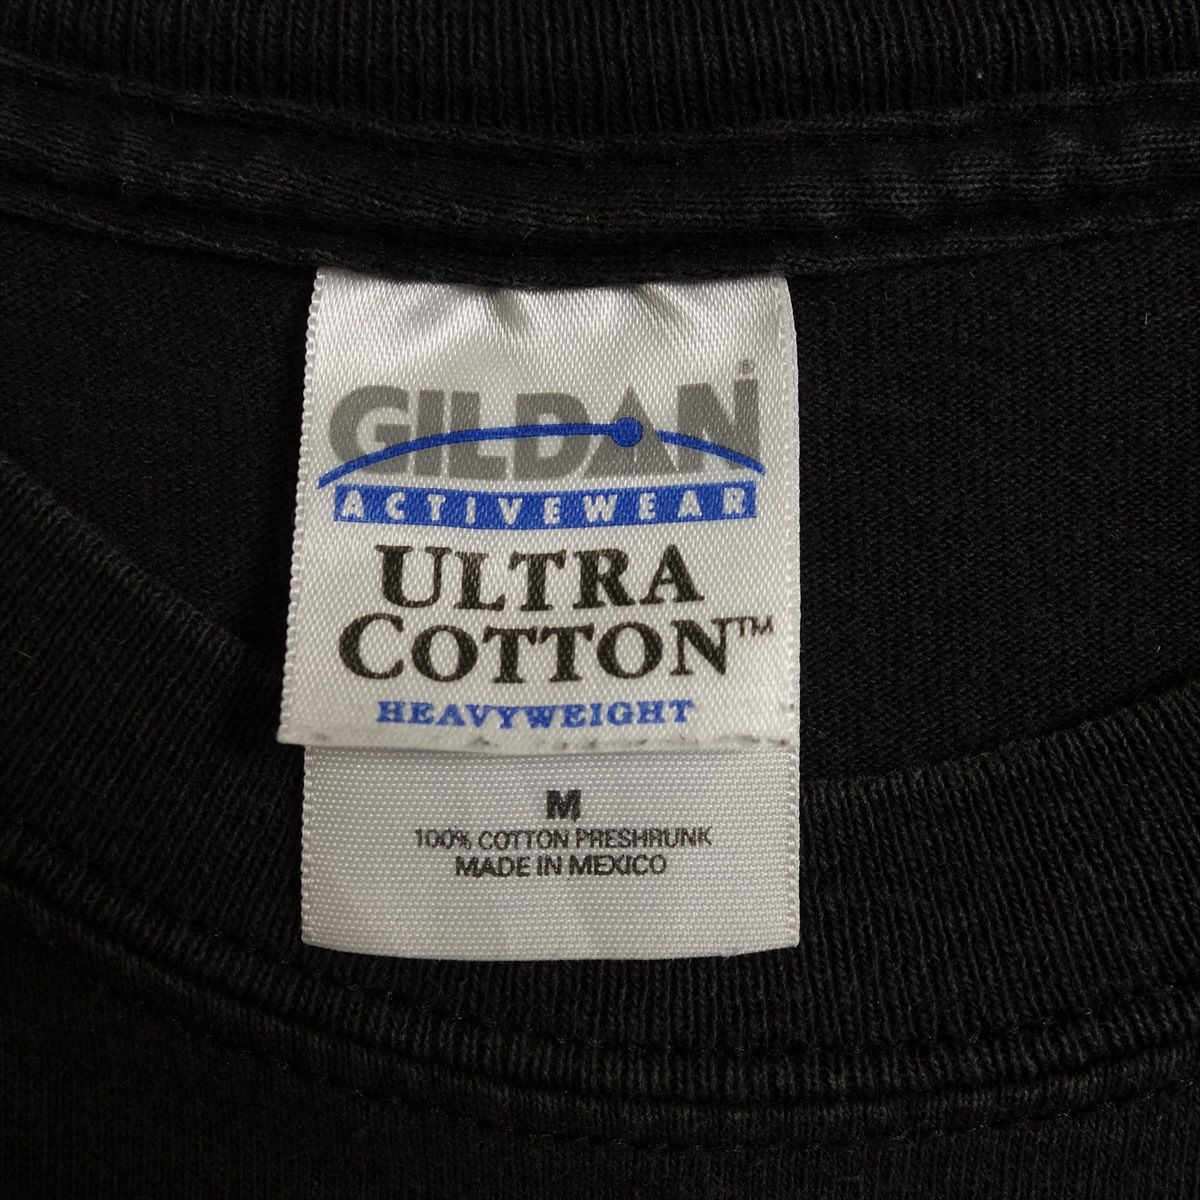 GILDAN®
ACTIVEWEAR
ULTRA
COTTON™
HEAVYWEIGHT
M
100% COTTON PRESHRUNK
MADE IN MEXICO